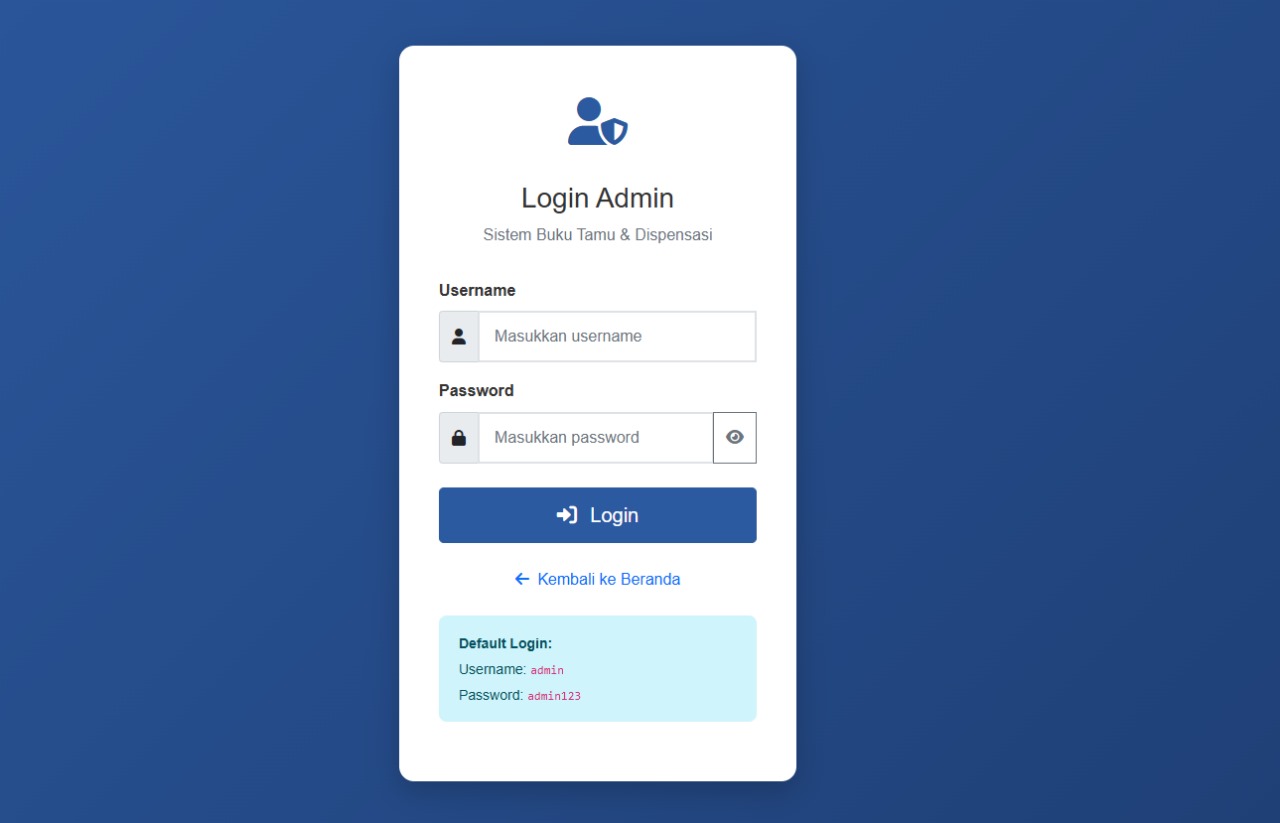 Login Admin
Sistem Buku Tamu & Dispensasi
Username
Masukkan username
Password
Masukkan password
Login
Kembali ke Beranda
Default Login:
Username: admin
Password: admin123